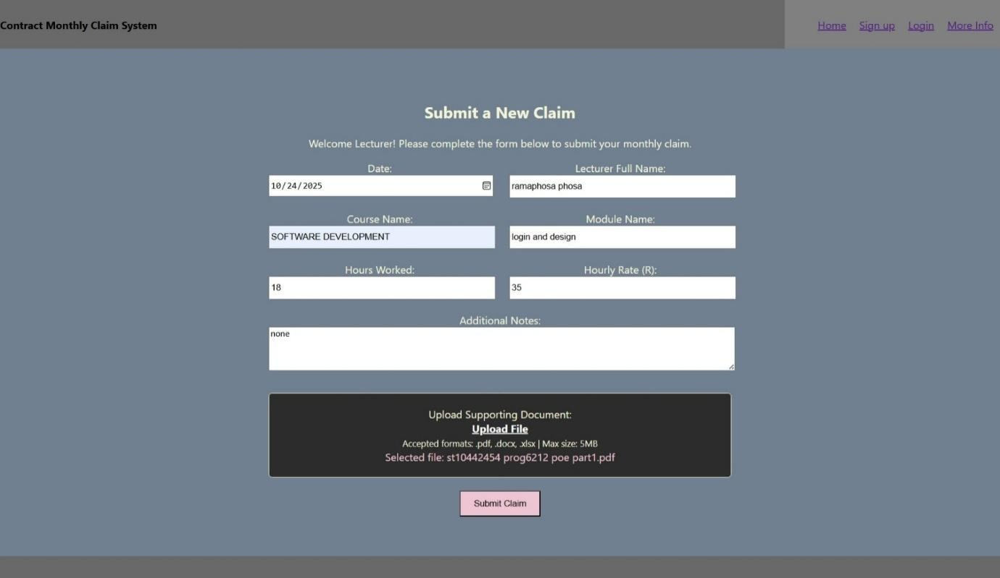 Contract Monthly Claim System
Home Sign up Login More Info
Submit a New Claim
Welcome Lecturer! Please complete the form below to submit your monthly claim.
Date: Lecturer Full Name:
10/24/2025 ramaphosa phosa
Course Name: Module Name:
SOFTWARE DEVELOPMENT login and design
Hours Worked: Hourly Rate (R):
18 35
Additional Notes:
none
Upload Supporting Document:
Upload File
Accepted formats: .pdf, .docx, .xlsx | Max size: 5MB
Selected file: st10442454 prog6212 poe part1.pdf
Submit Claim